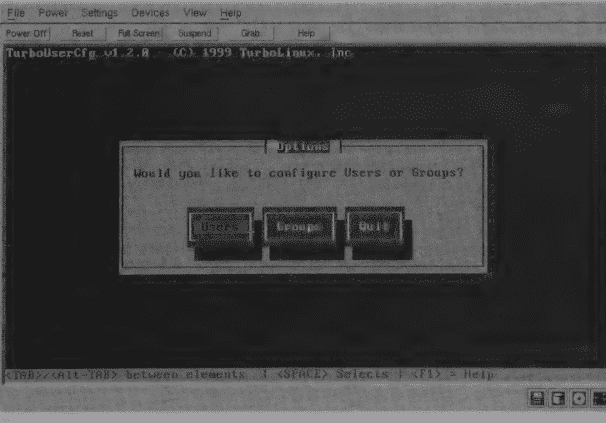 File Power Settings Devices View Help
Power Off Reset Full Screen Suspend Grab Help
TurboUserCfg v1.2.0 (C) 1999 TurboLinux, Inc
Options
Would you like to configure Users or Groups?
Users Groups Quit
<TAB>/<Alt-TAB> between elements | <SPACE> Selects | <F1> = Help